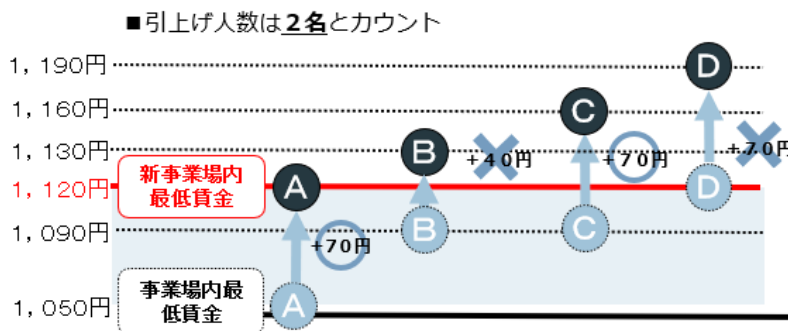 ■引上げ人数は２名とカウント
1，190円
D
1，160円
C
1，130円
B
+40円
+70円
+70円
新事業場内
最低賃金
1，120円
A
D
1，090円
+70円
B
C
事業場内最
低賃金
1，050円
A